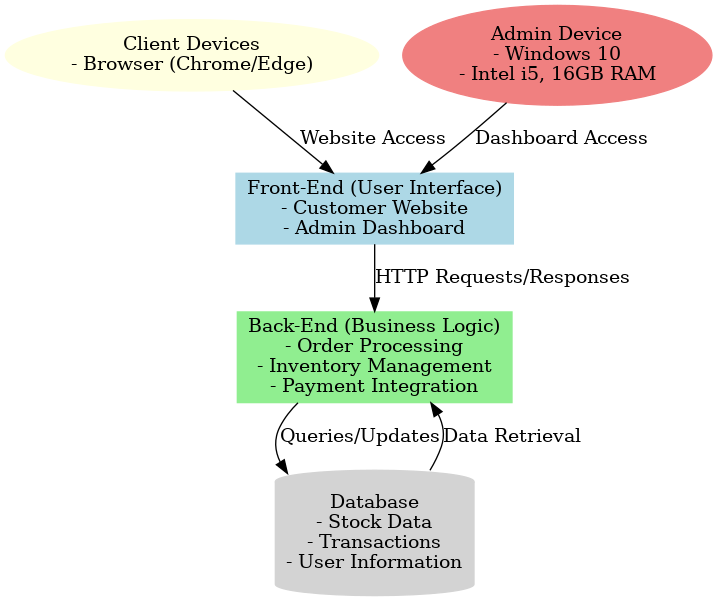 Client Devices
- Browser (Chrome/Edge)
Admin Device
- Windows 10
- Intel i5, 16GB RAM
Website Access
Dashboard Access
Front-End (User Interface)
- Customer Website
- Admin Dashboard
HTTP Requests/Responses
Back-End (Business Logic)
- Order Processing
- Inventory Management
- Payment Integration
Queries/Updates
Data Retrieval
Database
- Stock Data
- Transactions
- User Information